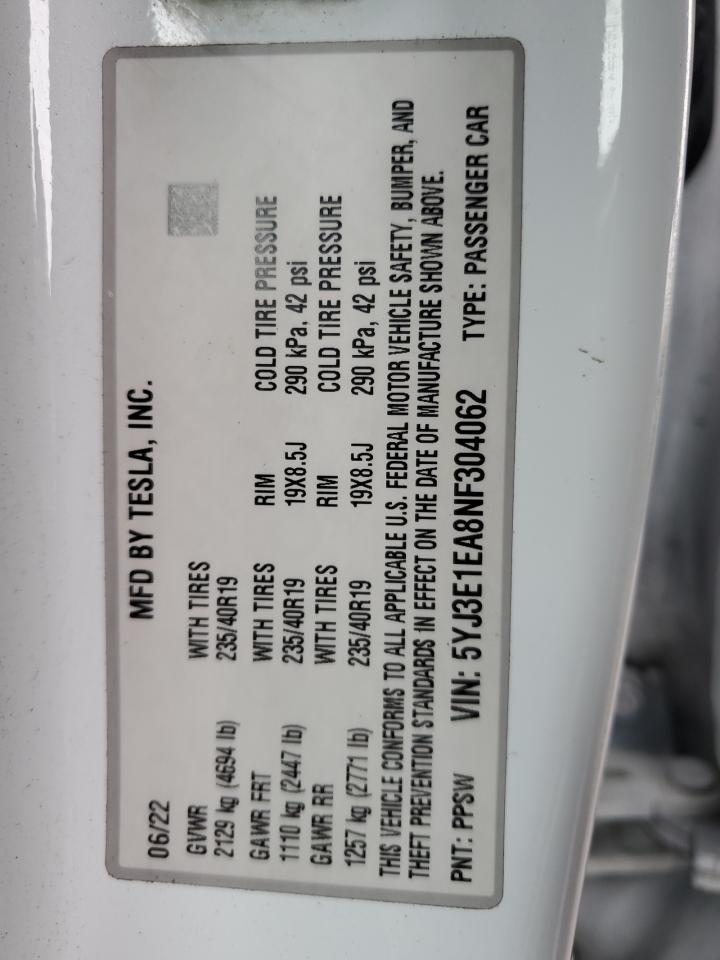 MFD BY TESLA, INC.
06/22
GVWR WITH TIRES
2129 kg (4694 lb) 235/40R19
GAWR FRT WITH TIRES RIM COLD TIRE PRESSURE
1110 kg (2447 lb) 235/40R19 19X8.5J 290 kPa, 42 psi
GAWR RR WITH TIRES RIM COLD TIRE PRESSURE
1257 kg (2771 lb) 235/40R19 19X8.5J 290 kPa, 42 psi
THIS VEHICLE CONFORMS TO ALL APPLICABLE U.S. FEDERAL MOTOR VEHICLE SAFETY, BUMPER, AND
THEFT PREVENTION STANDARDS IN EFFECT ON THE DATE OF MANUFACTURE SHOWN ABOVE.
PNT: PPSW VIN: 5YJ3E1EA8NF304062 TYPE: PASSENGER CAR